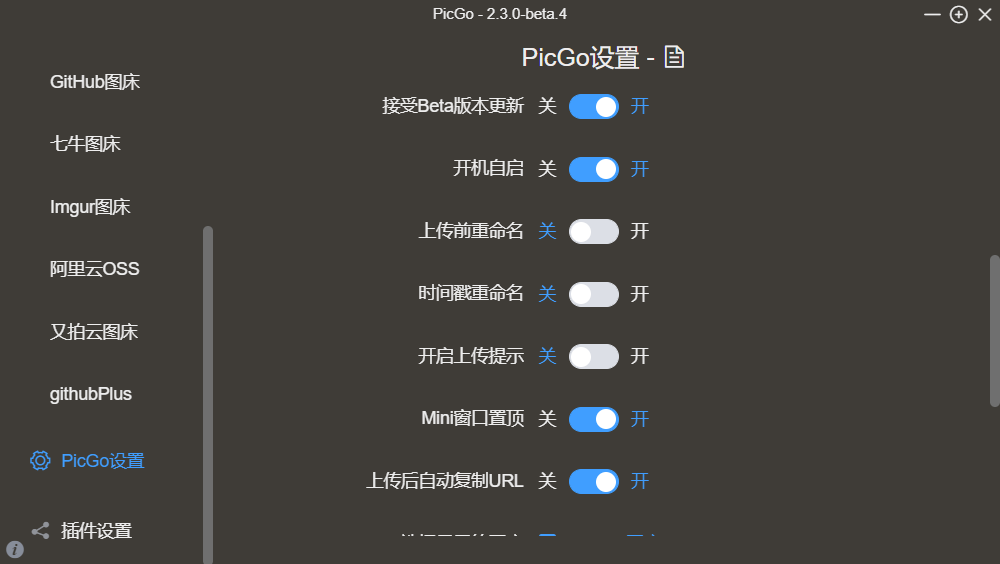 PicGo - 2.3.0-beta.4
GitHub图床
七牛图床
Imgur图床
阿里云OSS
又拍云图床
githubPlus
PicGo设置
插件设置
PicGo设置 -
接受Beta版本更新 关 开
开机自启 关 开
上传前重命名 关 开
时间戳重命名 关 开
开启上传提示 关 开
Mini窗口置顶 关 开
上传后自动复制URL 关 开